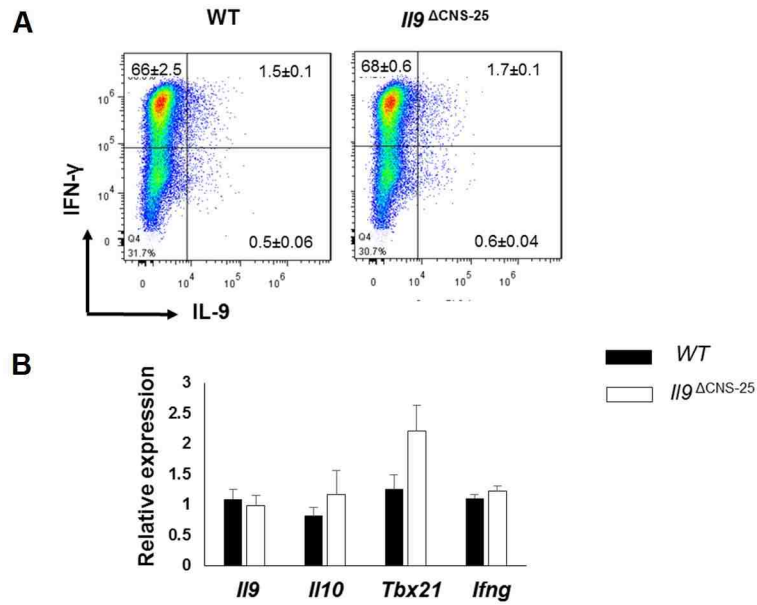 A
WT
Il9 ΔCNS-25
66±2.5
1.5±0.1
0.5±0.06
Q4
31.7%
68±0.6
1.7±0.1
0.6±0.04
Q4
30.7%
10⁶
10⁵
10⁴
0
0
10⁴
10⁵
10⁶
0
10⁴
10⁵
10⁶
IFN-γ
IL-9
B
WT
Il9 ΔCNS-25
Relative expression
3
2.5
2
1.5
1
0.5
0
Il9
Il10
Tbx21
Ifng